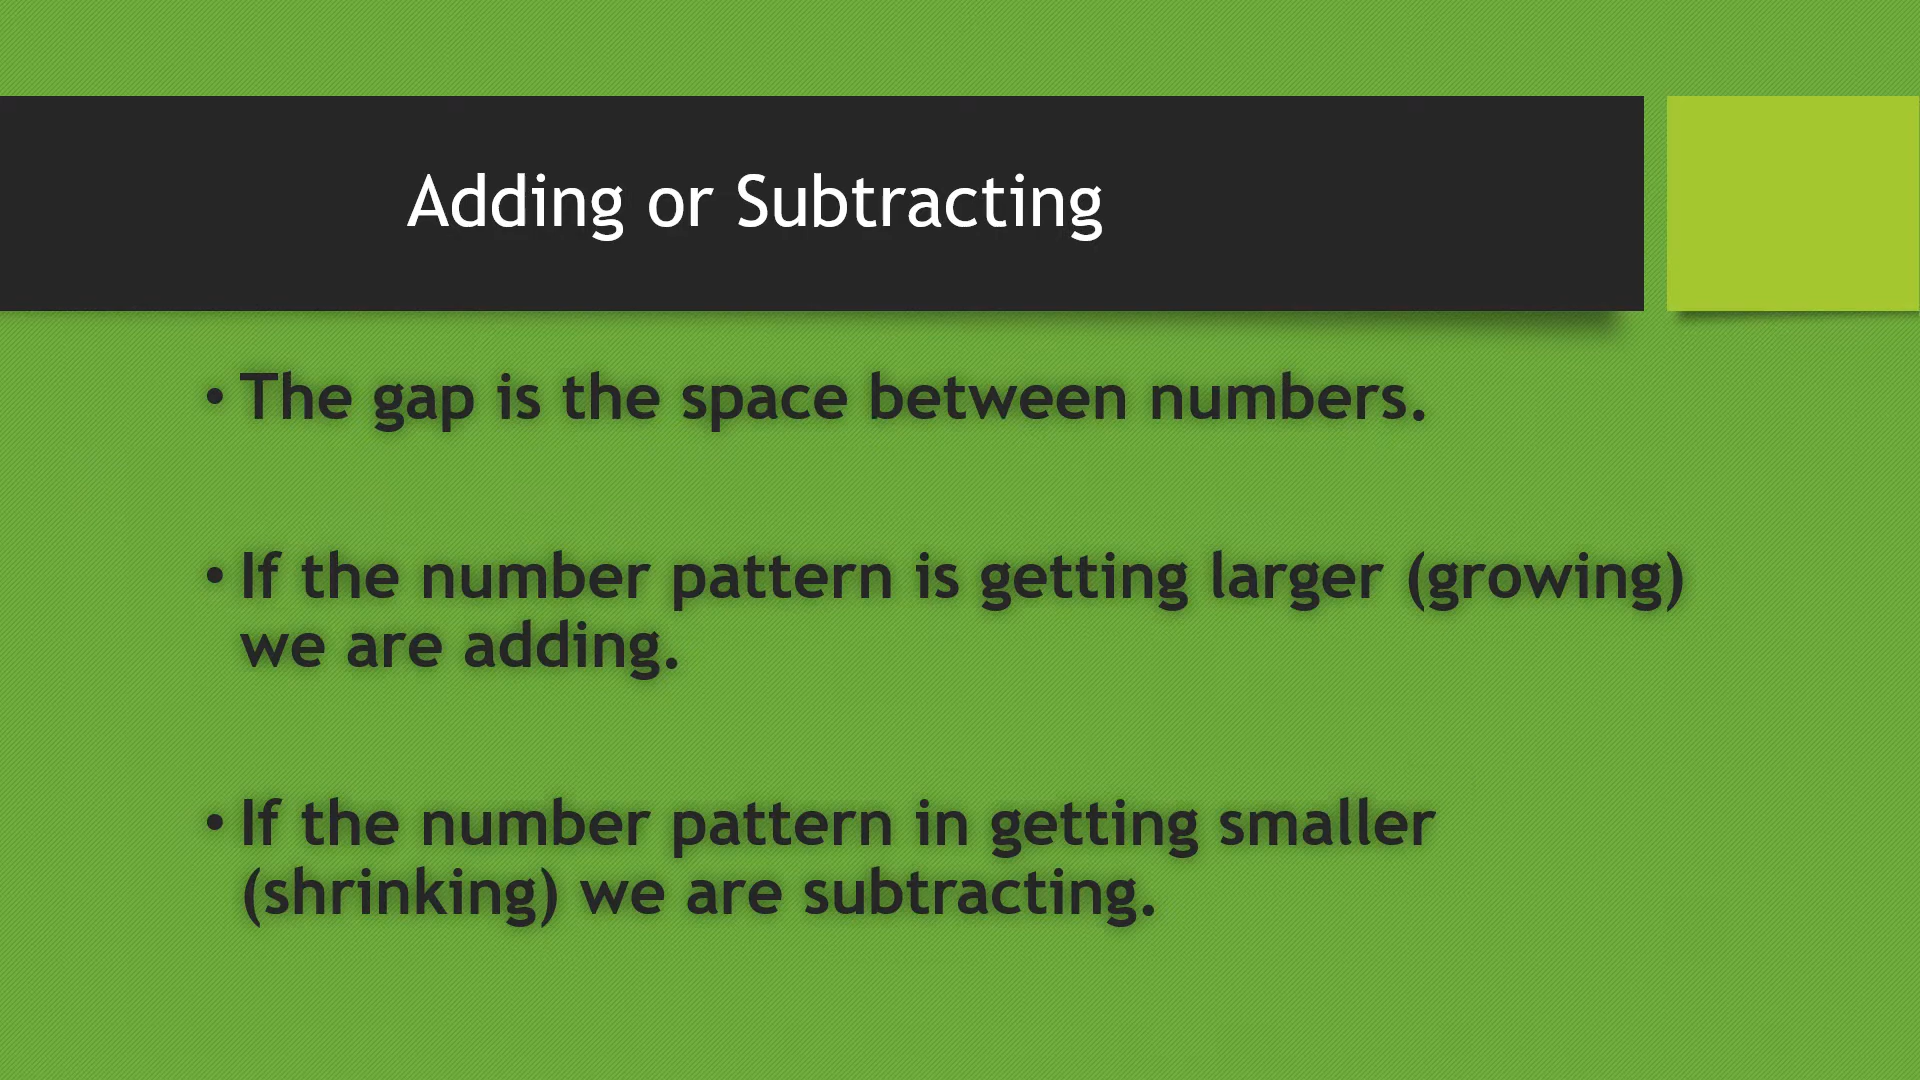 Adding or Subtracting
• The gap is the space between numbers.
• If the number pattern is getting larger (growing)
we are adding.
• If the number pattern in getting smaller
(shrinking) we are subtracting.